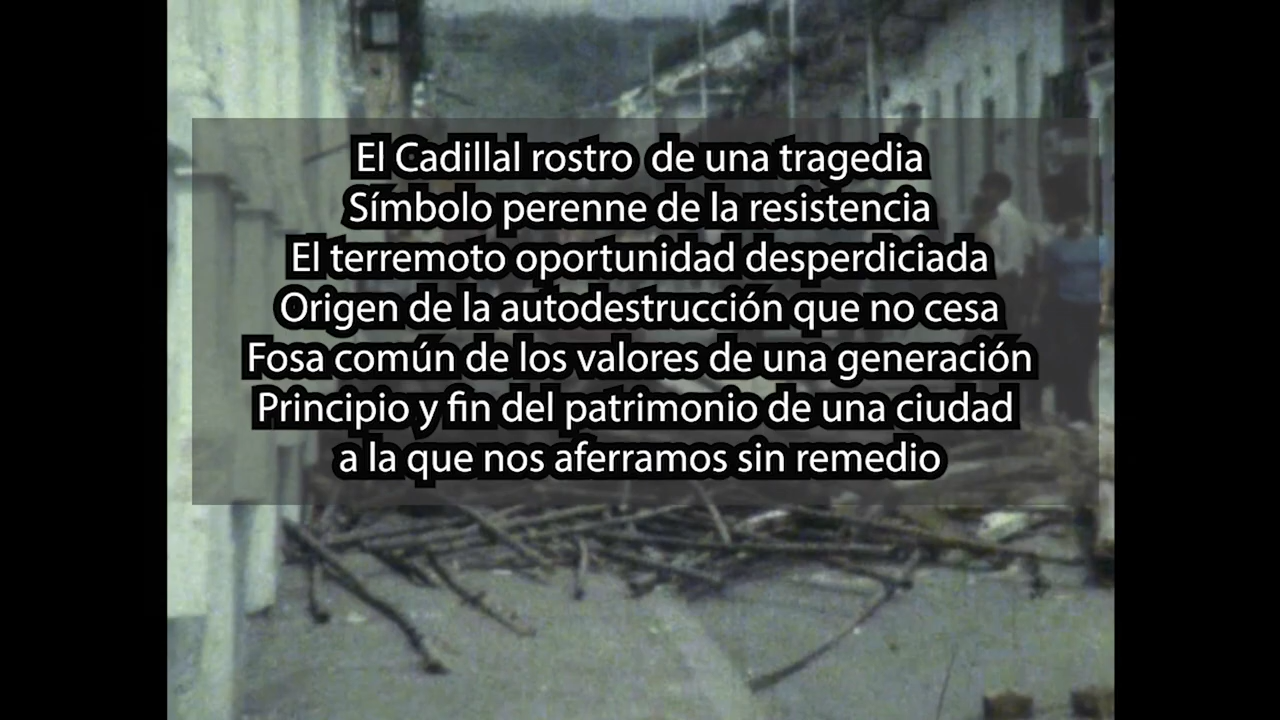 El Cadillal rostro  de una tragedia
Símbolo perenne de la resistencia
El terremoto oportunidad desperdiciada
Origen de la autodestrucción que no cesa
Fosa común de los valores de una generación
Principio y fin del patrimonio de una ciudad
a la que nos aferramos sin remedio